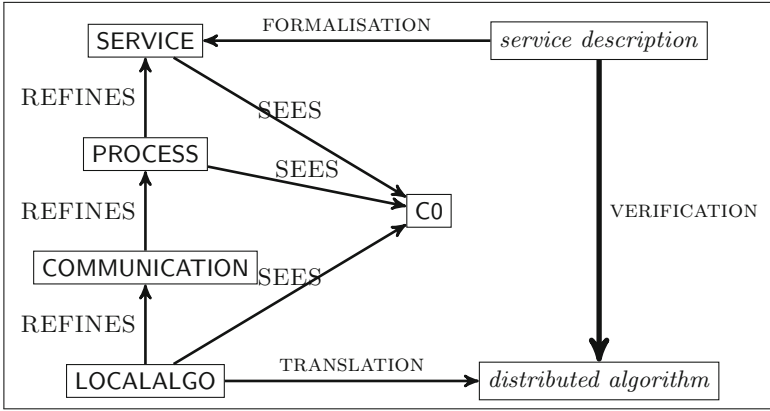 FORMALISATION
SERVICE
service description
REFINES
SEES
PROCESS
SEES
REFINES
C0
VERIFICATION
COMMUNICATION
SEES
REFINES
TRANSLATION
LOCALALGO
distributed algorithm